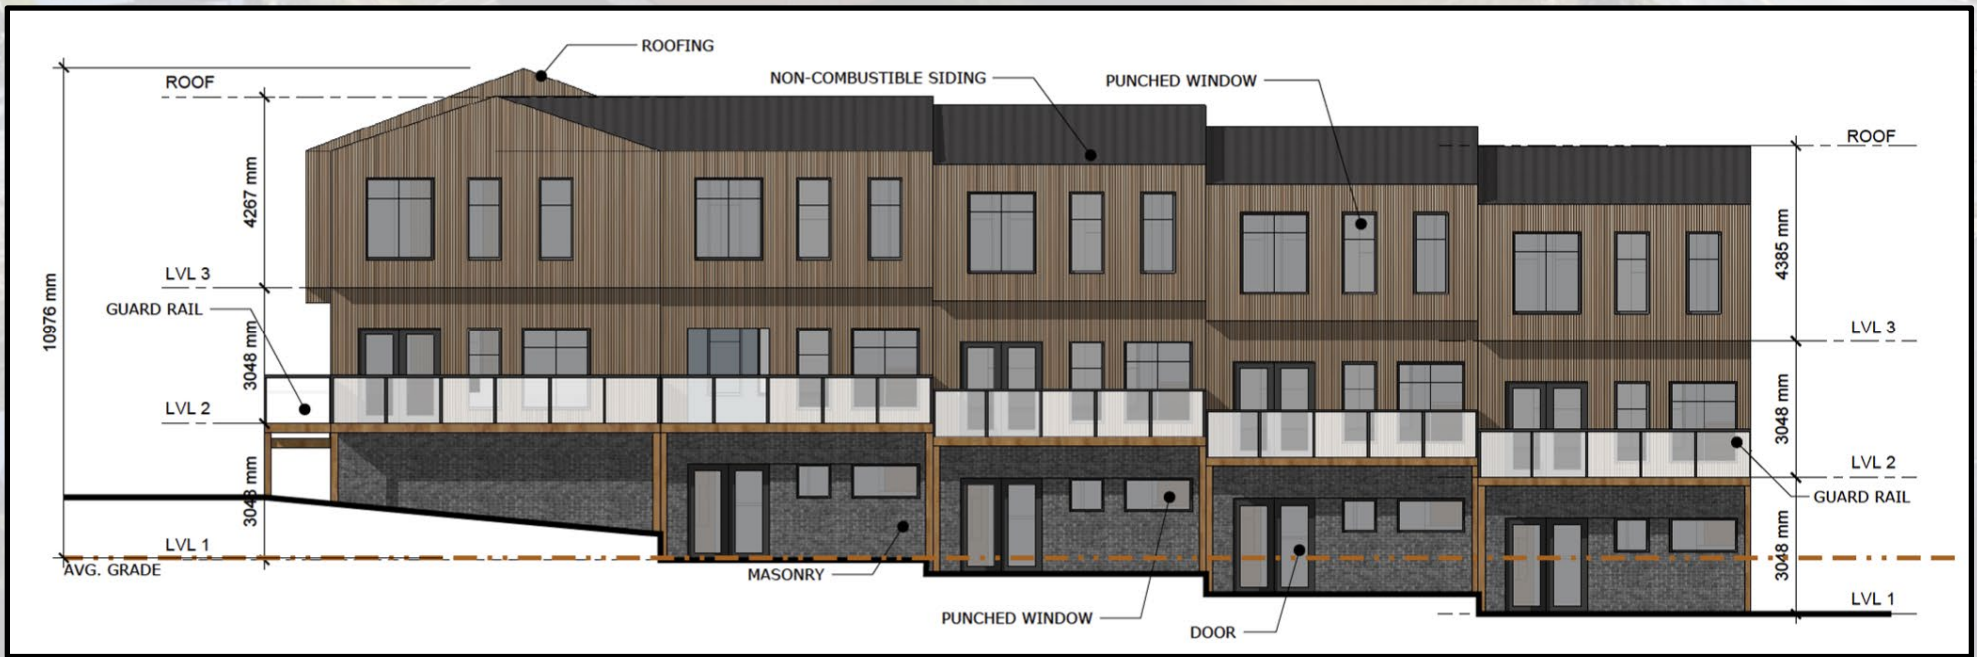 ROOFING
ROOF
NON-COMBUSTIBLE SIDING
PUNCHED WINDOW
ROOF
4267 mm
4385 mm
10976 mm
LVL 3
GUARD RAIL
LVL 3
3048 mm
3048 mm
LVL 2
LVL 2
GUARD RAIL
3048 mm
3048 mm
LVL 1
AVG. GRADE
MASONRY
LVL 1
PUNCHED WINDOW
DOOR